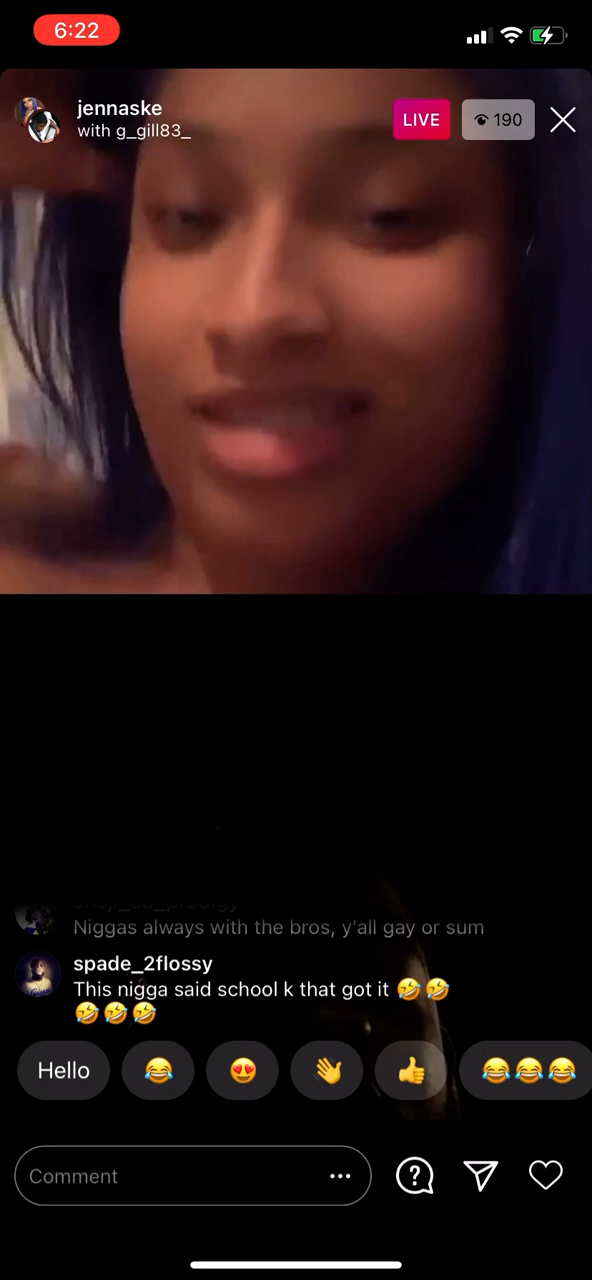 6:22
jennaske
with g_gill83_
LIVE
190
Niggas always with the bros, y'all gay or sum
spade_2flossy
This nigga said school k that got it 🤣🤣
🤣🤣🤣
Hello 😂 😍 👋 👍 😂😂😂
Comment